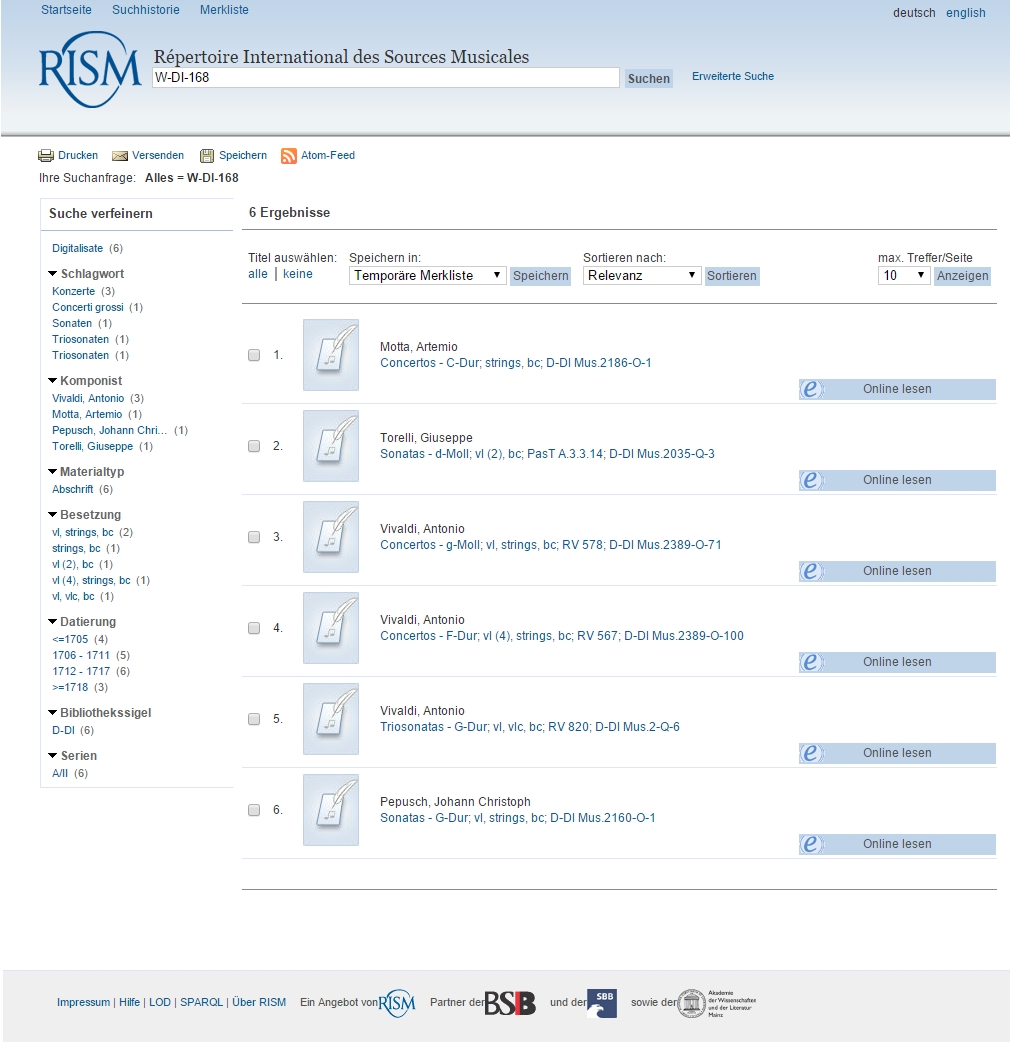 Startseite Suchhistorie Merkliste deutsch english
RISM Répertoire International des Sources Musicales
W-DI-168 Suchen Erweiterte Suche
Drucken Versenden Speichern Atom-Feed
Ihre Suchanfrage: Alles = W-DI-168
Suche verfeinern
Digitalisate (6)
Schlagwort
Konzerte (3)
Concerti grossi (1)
Sonaten (1)
Triosonaten (1)
Triosonaten (1)
Komponist
Vivaldi, Antonio (3)
Motta, Artemio (1)
Pepusch, Johann Chri... (1)
Torelli, Giuseppe (1)
Materialtyp
Abschrift (6)
Besetzung
vl, strings, bc (2)
strings, bc (1)
vl (2), bc (1)
vl (4), strings, bc (1)
vl, vlc, bc (1)
Datierung
<=1705 (4)
1706 - 1711 (5)
1712 - 1717 (6)
>=1718 (3)
Bibliothekssigel
D-DI (6)
Serien
A/II (6)
6 Ergebnisse
Titel auswählen: Speichern in: Sortieren nach: max. Treffer/Seite
alle | keine Temporäre Merkliste Speichern Relevanz Sortieren 10 Anzeigen
1. Motta, Artemio
Concertos - C-Dur; strings, bc; D-DI Mus.2186-O-1
Online lesen
2. Torelli, Giuseppe
Sonatas - d-Moll; vl (2), bc; PasT A.3.3.14; D-DI Mus.2035-Q-3
Online lesen
3. Vivaldi, Antonio
Concertos - g-Moll; vl, strings, bc; RV 578; D-DI Mus.2389-O-71
Online lesen
4. Vivaldi, Antonio
Concertos - F-Dur; vl (4), strings, bc; RV 567; D-DI Mus.2389-O-100
Online lesen
5. Vivaldi, Antonio
Triosonatas - G-Dur; vl, vlc, bc; RV 820; D-DI Mus.2-Q-6
Online lesen
6. Pepusch, Johann Christoph
Sonatas - G-Dur; vl, strings, bc; D-DI Mus.2160-O-1
Online lesen
Impressum | Hilfe | LOD | SPARQL | Über RISM Ein Angebot von RISM Partner der BSB und der SBB sowie der Akademie
der Wissenschaften
und der Literatur
Mainz